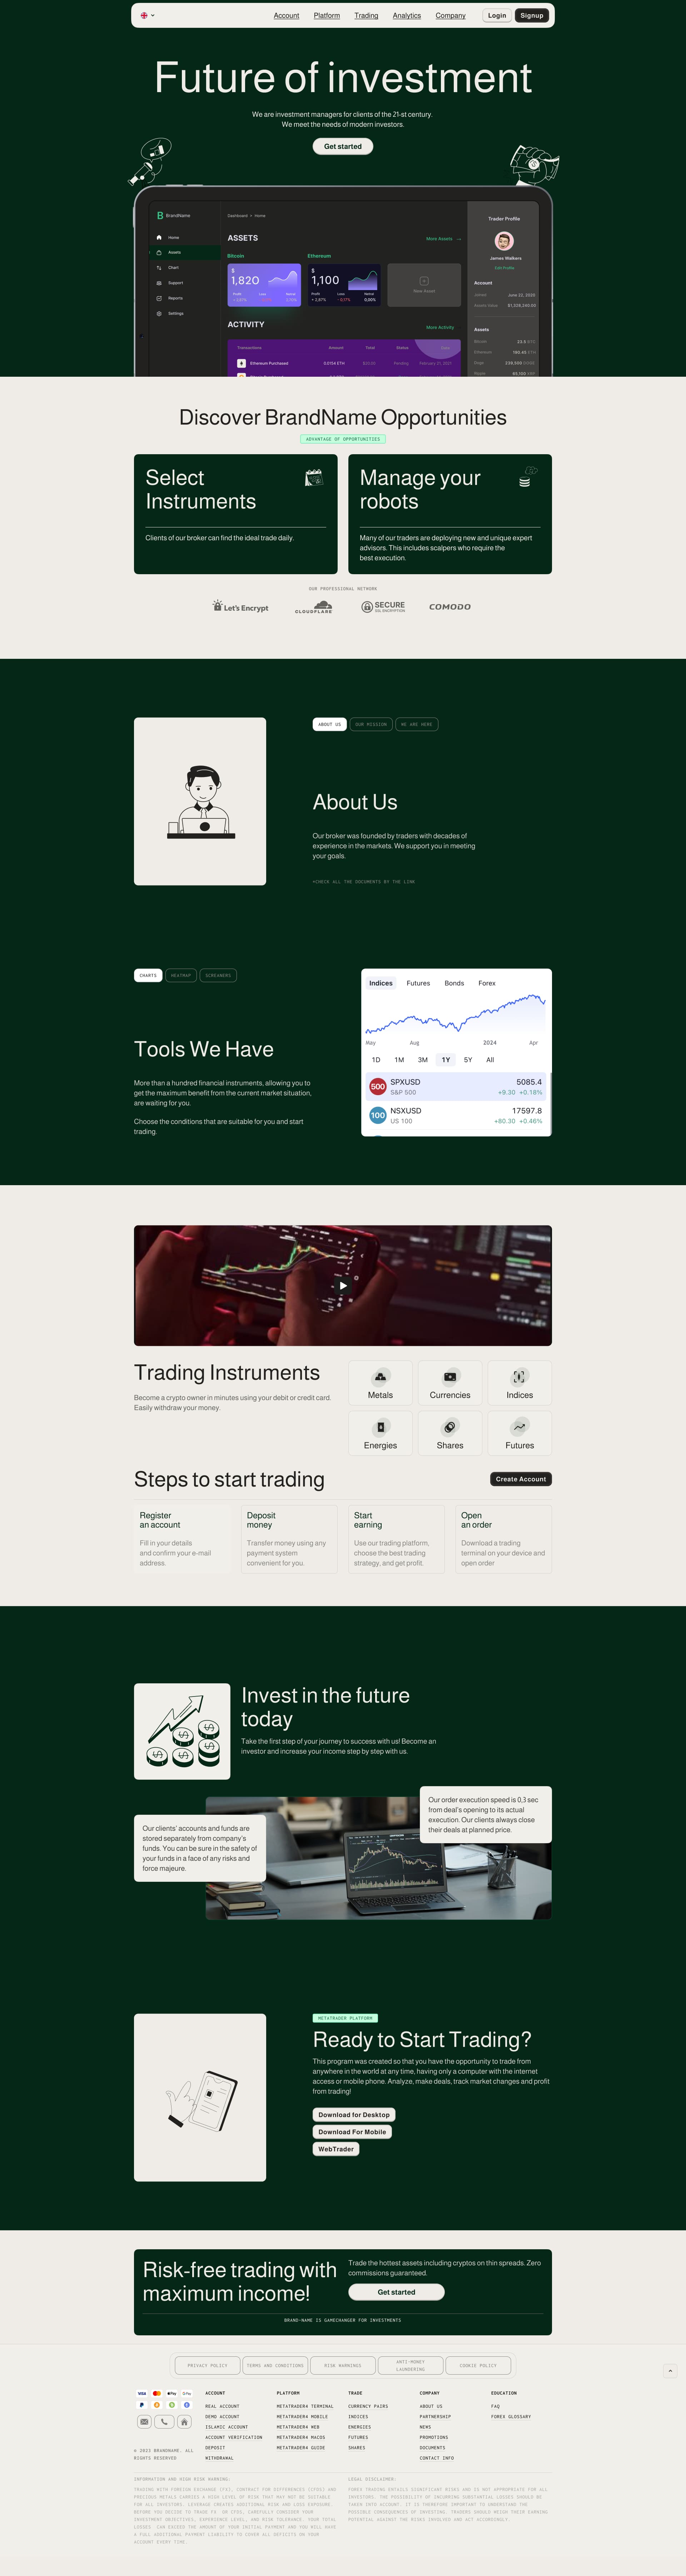 Account Platform Trading Analytics Company Login Signup
Future of investment
We are investment managers for clients of the 21-st century.
We meet the needs of modern investors.
Get started
BrandName
Home
Assets
Chart
Support
Reports
Settings
Dashboard > Home
ASSETS
More Assets
Bitcoin
Ethereum
$
1,820
Profit Loss Netral
$
1,100
Profit Loss Netral
+ 1,67% - 0,17% 0,00%
New Asset
ACTIVITY
More Activity
Transactions Amount Total Status Date
Ethereum Purchased 0.0154 ETH $20.00 Pending February 21, 2021
Trader Profile
James Walkers
Edit Profile
Account
Joined June 22, 2020
Assets Value
Assets
Bitcoin 22.5 BTC
Ethereum 180.45 ETH
Discover BrandName Opportunities
ADVANTAGE OF OPPORTUNITIES
Select
Instruments
Clients of our broker can find the ideal trade daily.
Manage your
robots
Many of our traders are deploying new and unique expert
advisors. This includes scalpers who require the
best execution.
OUR PROFESSIONAL NETWORK
Let's Encrypt
CLOUDFLARE
SECURE
SSL ENCRYPTION
COMODO
ABOUT US OUR MISSION WE ARE HERE
About Us
Our broker was founded by traders with decades of
experience in the markets. We support you in meeting
your goals.
*CHECK ALL THE DOCUMENTS BY THE LINK
CHARTS HEATMAP SCREANERS
Tools We Have
More than a hundred financial instruments, allowing you to
get the maximum benefit from the current market situation,
are waiting for you.
Choose the conditions that are suitable for you and start
trading.
Indices Futures Bonds Forex
May Aug 2024 Apr
1D 1M 3M 1Y 5Y All
500 SPXUSD 5085.4
S&P 500 +9.30 +0.18%
100 NSXUSD 17597.8
US 100 +80.30 +0.46%
Trading Instruments
Become a crypto owner in minutes using your debit or credit card.
Easily withdraw your money.
Metals Currencies Indices
Energies Shares Futures
Steps to start trading
Create Account
Register
an account
Fill in your details
and confirm your e-mail
address.
Deposit
money
Transfer money using any
payment system
convenient for you.
Start
earning
Use our trading platform,
choose the best trading
strategy, and get profit.
Open
an order
Download a trading
terminal on your device and
open order
Invest in the future
today
Take the first step of your journey to success with us! Become an
investor and increase your income step by step with us.
Our order execution speed is 0,3 sec
from deal's opening to its actual
execution. Our clients always close
their deals at planned price.
Our clients' accounts and funds are
stored separately from company's
funds. You can be sure in the safety of
your funds in a face of any risks and
force majeure.
METATRADER PLATFORM
Ready to Start Trading?
This program was created so that you have the opportunity to trade from
anywhere in the world at any time, having only a computer with the internet
access or mobile phone. Analyze, make deals, track market changes and profit
from trading!
Download for Desktop
Download For Mobile
WebTrader
Risk-free trading with
maximum income!
Trade the hottest assets including cryptos on thin spreads. Zero
commissions guaranteed.
Get started
BRAND-NAME IS GAMECHANGER FOR INVESTMENTS
PRIVACY POLICY
TERMS AND CONDITIONS
RISK WARNINGS
ANTI-MONEY
LAUNDERING
COOKIE POLICY
VISA Pay G Pay
© 2023 BRANDNAME, ALL
RIGHTS RESERVED
ACCOUNT
REAL ACCOUNT
DEMO ACCOUNT
ISLAMIC ACCOUNT
ACCOUNT VERIFICATION
DEPOSIT
WITHDRAWAL
PLATFORM
METATRADER4 TERMINAL
METATRADER4 MOBILE
METATRADER4 WEB
METATRADER4 MACOS
METATRADER4 GUIDE
TRADE
CURRENCY PAIRS
INDICES
ENERGIES
FUTURES
SHARES
COMPANY
ABOUT US
PARTNERSHIP
NEWS
PROMOTIONS
DOCUMENTS
CONTACT INFO
EDUCATION
FAQ
FOREX GLOSSARY
INFORMATION AND HIGH RISK WARNING:
TRADING WITH FOREIGN EXCHANGE (FX), CONTRACT FOR DIFFERENCES (CFDS) AND
PRECIOUS METALS CARRIES A HIGH LEVEL OF RISK THAT MAY NOT BE SUITABLE
FOR ALL INVESTORS. LEVERAGE CREATES ADDITIONAL RISK AND LOSS EXPOSURE.
BEFORE YOU DECIDE TO TRADE FX OR CFDS, CAREFULLY CONSIDER YOUR
INVESTMENT OBJECTIVES, EXPERIENCE LEVEL, AND RISK TOLERANCE. YOUR TOTAL
LOSSES CAN EXCEED THE AMOUNT OF YOUR INITIAL PAYMENT AND YOU WILL HAVE
A FULL ADDITIONAL PAYMENT LIABILITY TO COVER ALL DEFICITS ON YOUR
ACCOUNT EVERY TIME.
LEGAL DISCLAIMER:
FOREX TRADING ENTAILS SIGNIFICANT RISKS AND IS NOT APPROPRIATE FOR ALL
INVESTORS. THE POSSIBILITY OF INCURRING SUBSTANTIAL LOSSES SHOULD BE
TAKEN INTO ACCOUNT. IT IS THEREFORE IMPORTANT TO UNDERSTAND THE
POSSIBLE CONSEQUENCES OF INVESTING. TRADERS SHOULD WEIGH THEIR EARNING
POTENTIAL AGAINST THE RISKS INVOLVED AND ACT ACCORDINGLY.